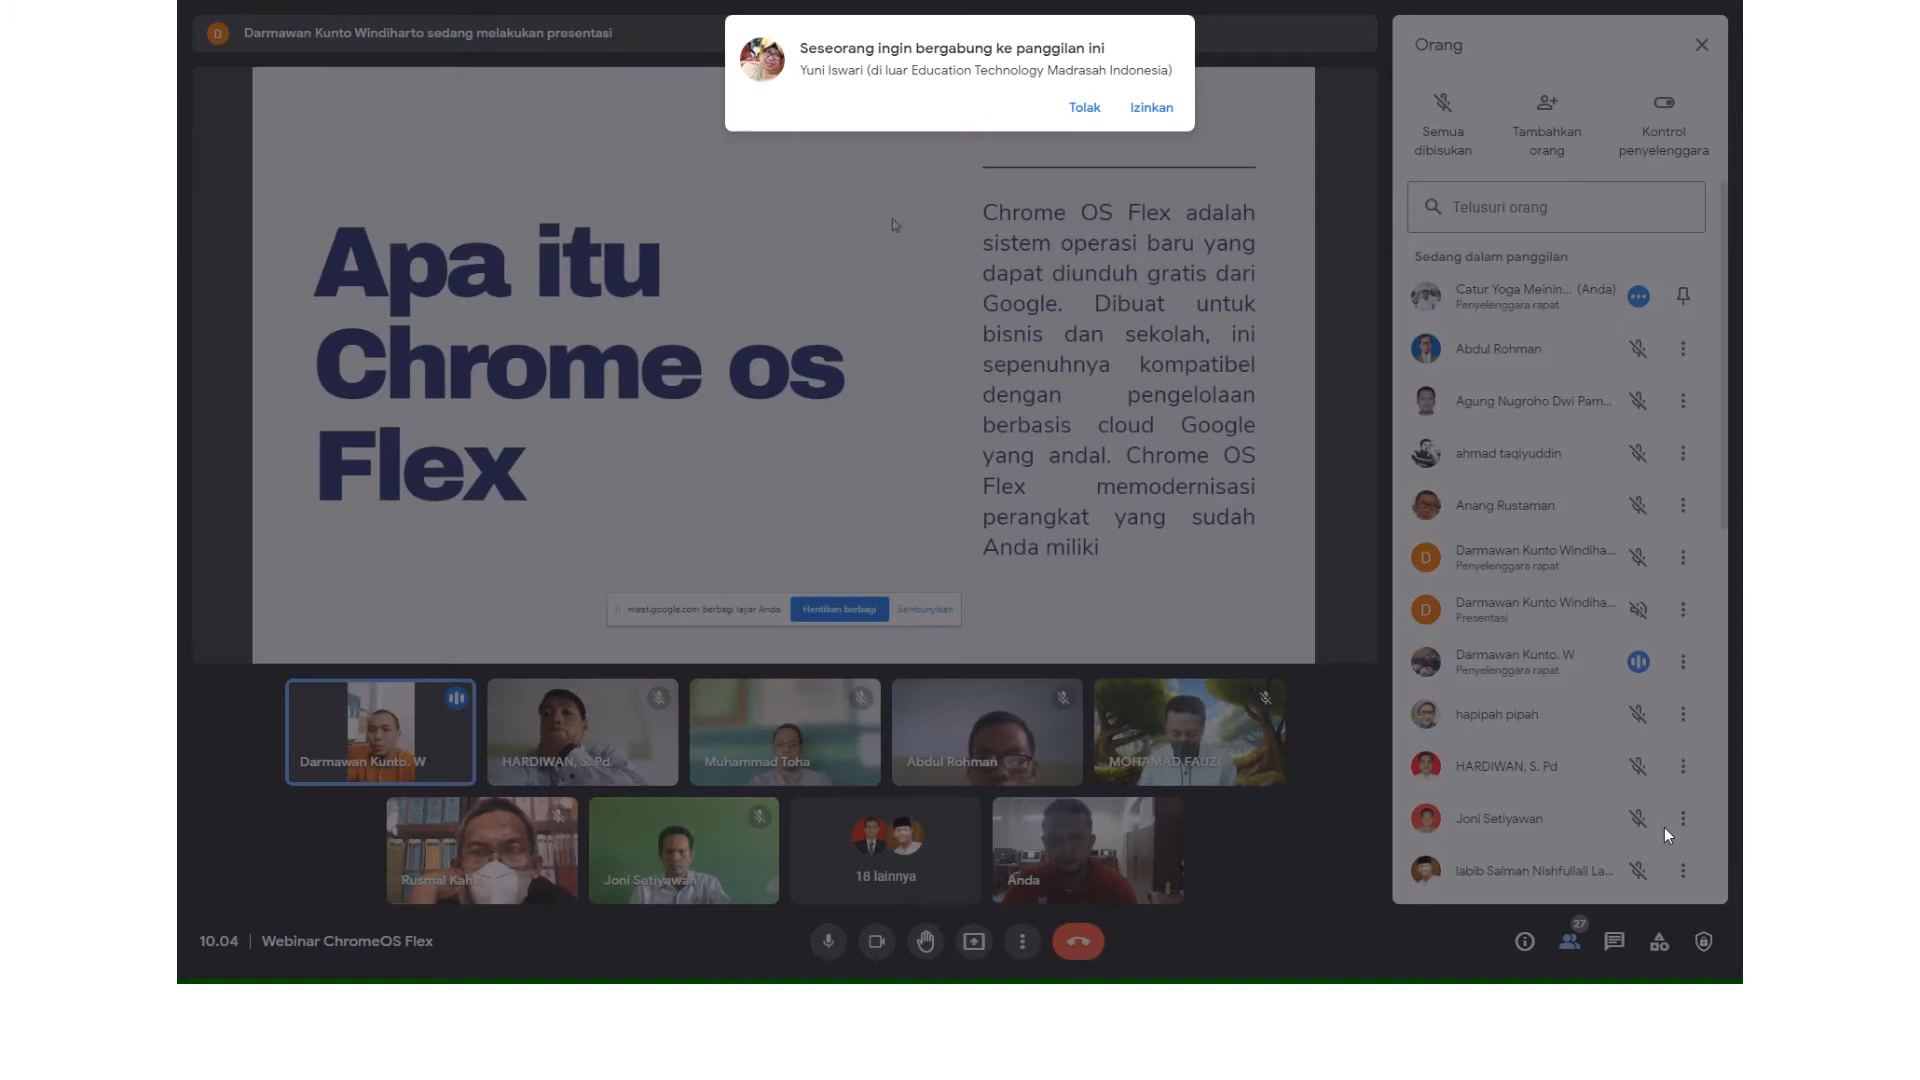 D Darmawan Kunto Windiharto sedang melakukan presentasi
Seseorang ingin bergabung ke panggilan ini
Yuni Iswari (di luar Education Technology Madrasah Indonesia)
Tolak Izinkan
Apa itu
Chrome os
Flex
Chrome OS Flex adalah
sistem operasi baru yang
dapat diunduh gratis dari
Google. Dibuat untuk
bisnis dan sekolah, ini
sepenuhnya kompatibel
dengan pengelolaan
berbasis cloud Google
yang andal. Chrome OS
Flex memodernisasi
perangkat yang sudah
Anda miliki
meet.google.com berbagi layar Anda. Hentikan berbagi Sembunyikan
Darmawan Kunto. W
HARDIWAN, S. Pd
Muhammad Toha
Abdul Rohman
MOHAMAD FAUZI
Rusmal Kah
Joni Setiyawan
18 lainnya
Anda
10.04 | Webinar ChromeOS Flex
27
Orang
Semua
dibisukan
Tambahkan
orang
Kontrol
penyelenggara
Telusuri orang
Sedang dalam panggilan
Catur Yoga Meinin... (Anda)
Penyelenggara rapat
Abdul Rohman
Agung Nugroho Dwi Pam...
ahmad taqiyuddin
Anang Rustaman
D Darmawan Kunto Windiha...
Penyelenggara rapat
D Darmawan Kunto Windiha...
Presentasi
Darmawan Kunto. W
Penyelenggara rapat
hapipah pipah
HARDIWAN, S. Pd
Joni Setiyawan
labib Salman Nishfullail La...